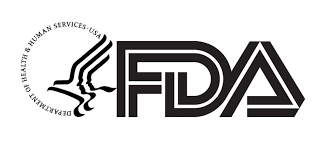 DEPARTMENT OF HEALTH & HUMAN SERVICES•USA
FDA